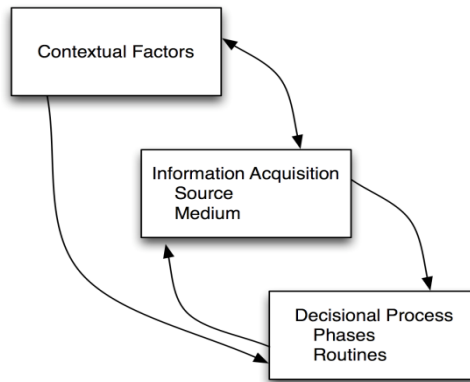 Contextual Factors
Information Acquisition
Source
Medium
Decisional Process
Phases
Routines